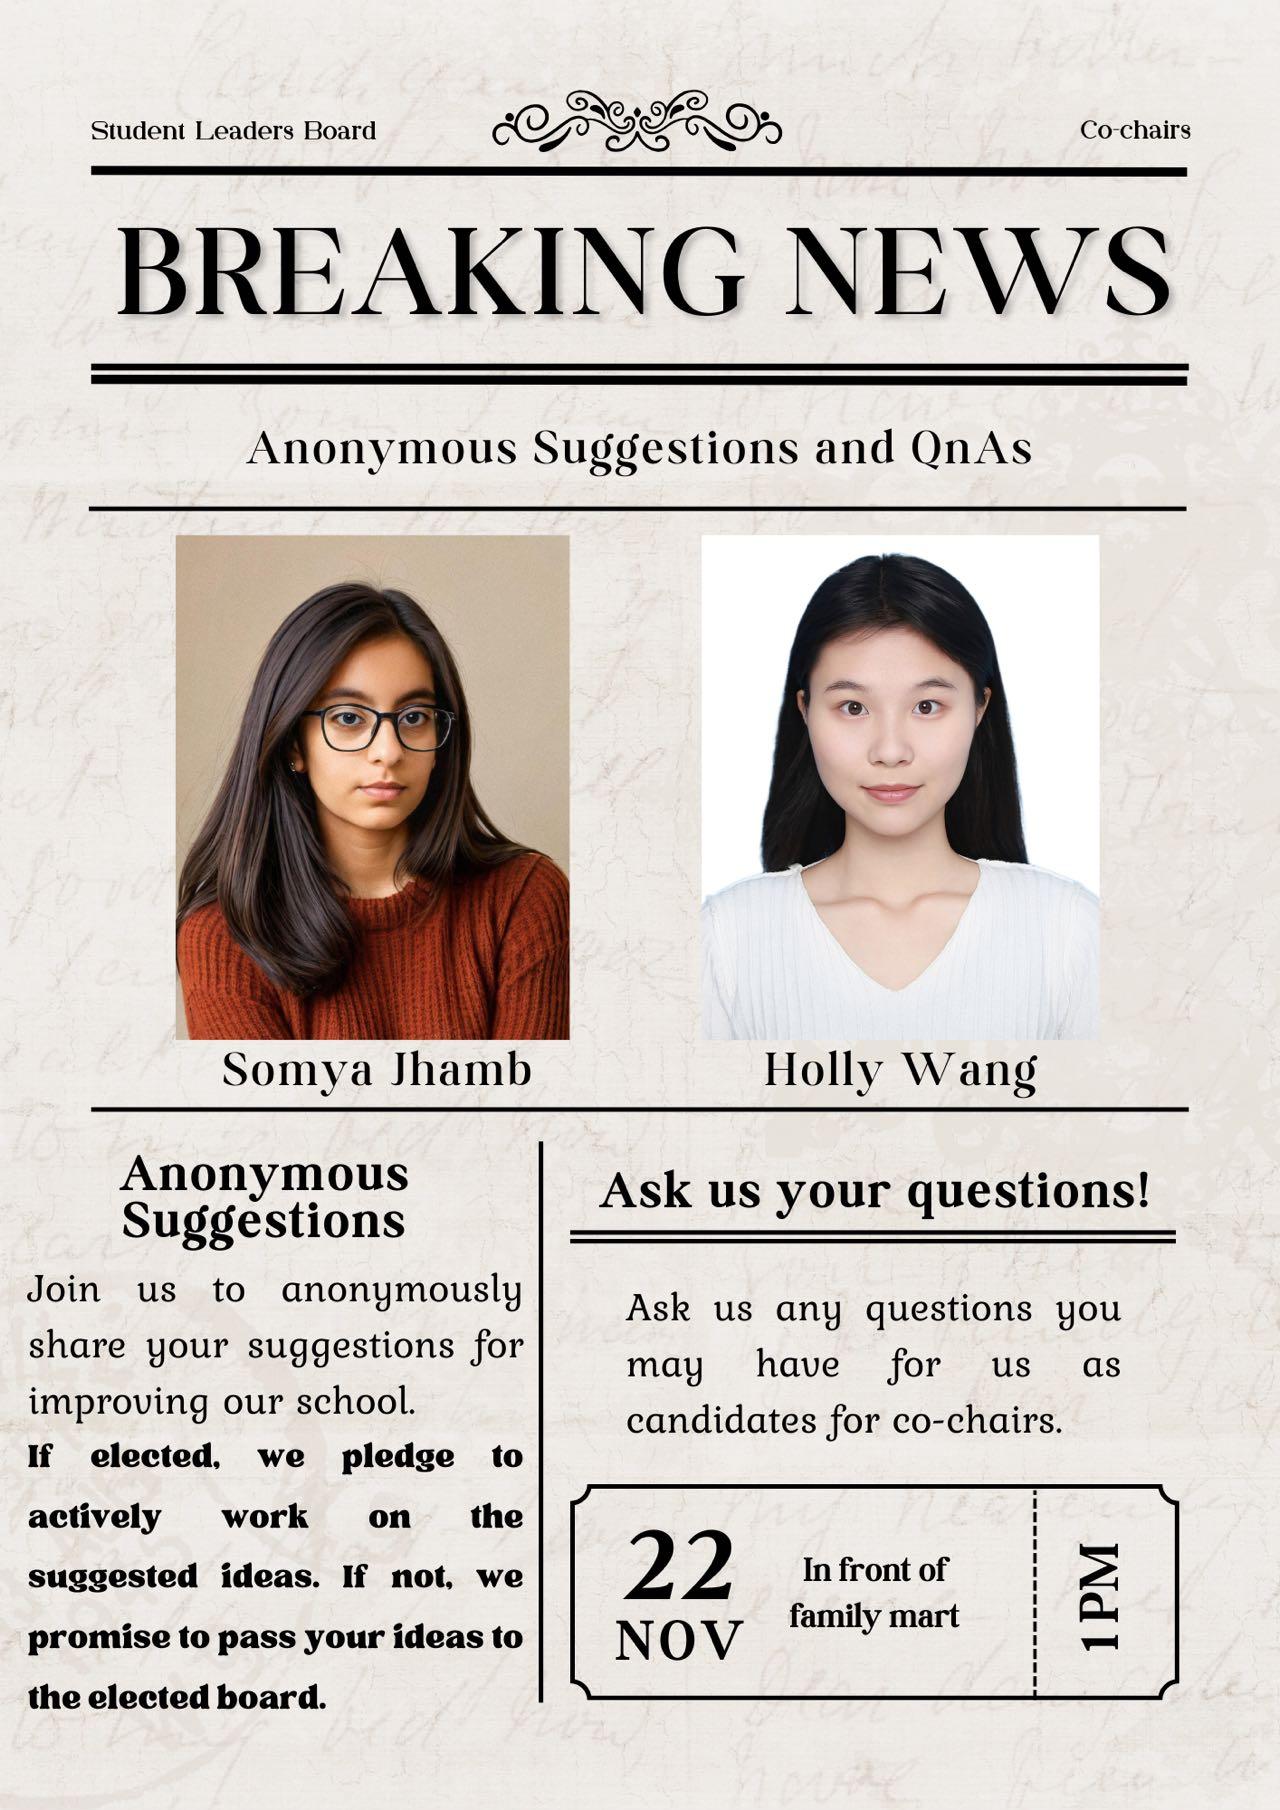 Student Leaders Board
Co-chairs
BREAKING NEWS
Anonymous Suggestions and QnAs
Somya Jhamb
Holly Wang
Anonymous
Suggestions
Join us to anonymously
share your suggestions for
improving our school.
If elected, we pledge to
actively work on the
suggested ideas. If not, we
promise to pass your ideas to
the elected board.
Ask us your questions!
Ask us any questions you
may have for us as
candidates for co-chairs.
22
NOV
In front of
family mart
1 PM